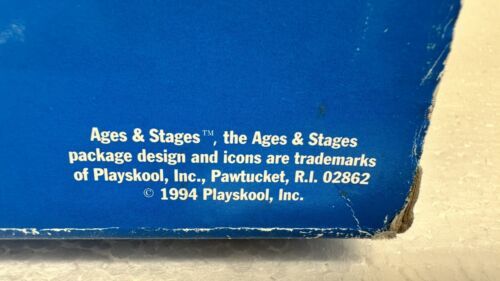 Ages & Stages™, the Ages & Stages
package design and icons are trademarks
of Playskool, Inc., Pawtucket, R.I. 02862
© 1994 Playskool, Inc.